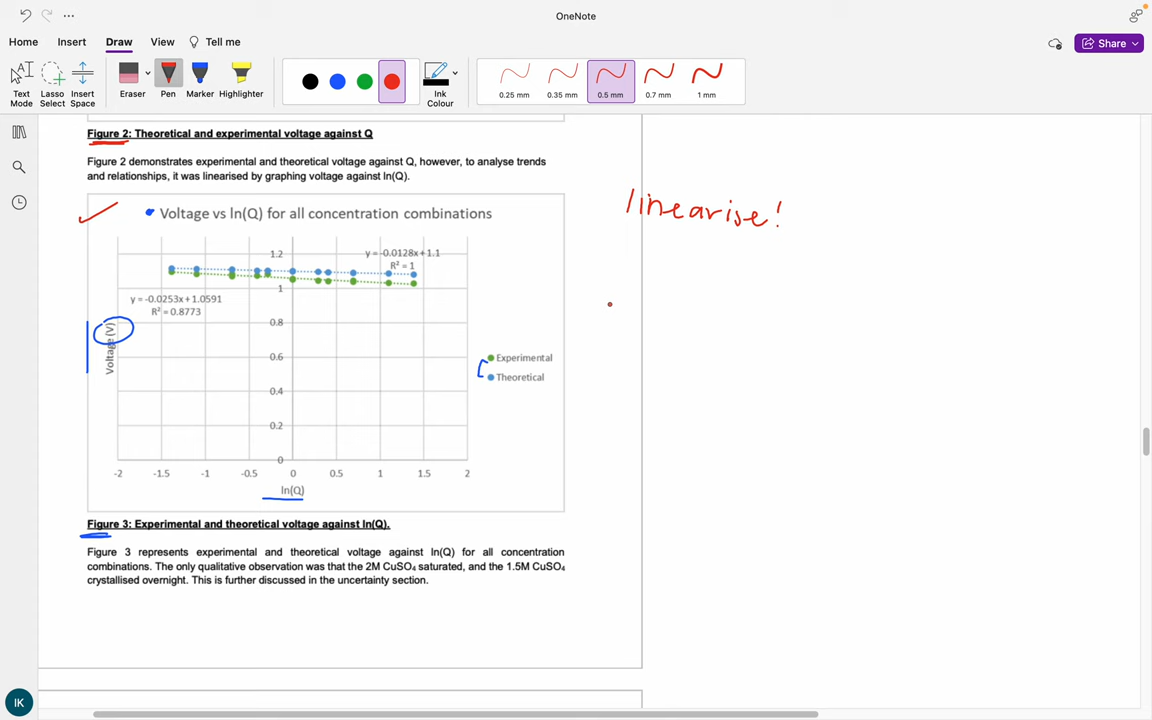 OneNote
Home Insert Draw View Tell me
Share
Text Mode
Lasso Select
Insert Space
Eraser
Pen
Marker
Highlighter
Ink Colour
0.25 mm
0.35 mm
0.5 mm
0.7 mm
1 mm
Figure 2: Theoretical and experimental voltage against Q
Figure 2 demonstrates experimental and theoretical voltage against Q, however, to analyse trends
and relationships, it was linearised by graphing voltage against ln(Q).
linearise!
Voltage vs ln(Q) for all concentration combinations
y = -0.0128x + 1.1
R² = 1
y = -0.0253x + 1.0591
R² = 0.8773
1.2
1
0.8
0.6
0.4
0.2
0
Voltage (V)
Experimental
Theoretical
-2 -1.5 -1 -0.5 0 0.5 1 1.5 2
ln(Q)
Figure 3: Experimental and theoretical voltage against ln(Q).
Figure 3 represents experimental and theoretical voltage against ln(Q) for all concentration
combinations. The only qualitative observation was that the 2M CuSO₄ saturated, and the 1.5M CuSO₄
crystallised overnight. This is further discussed in the uncertainty section.
IK